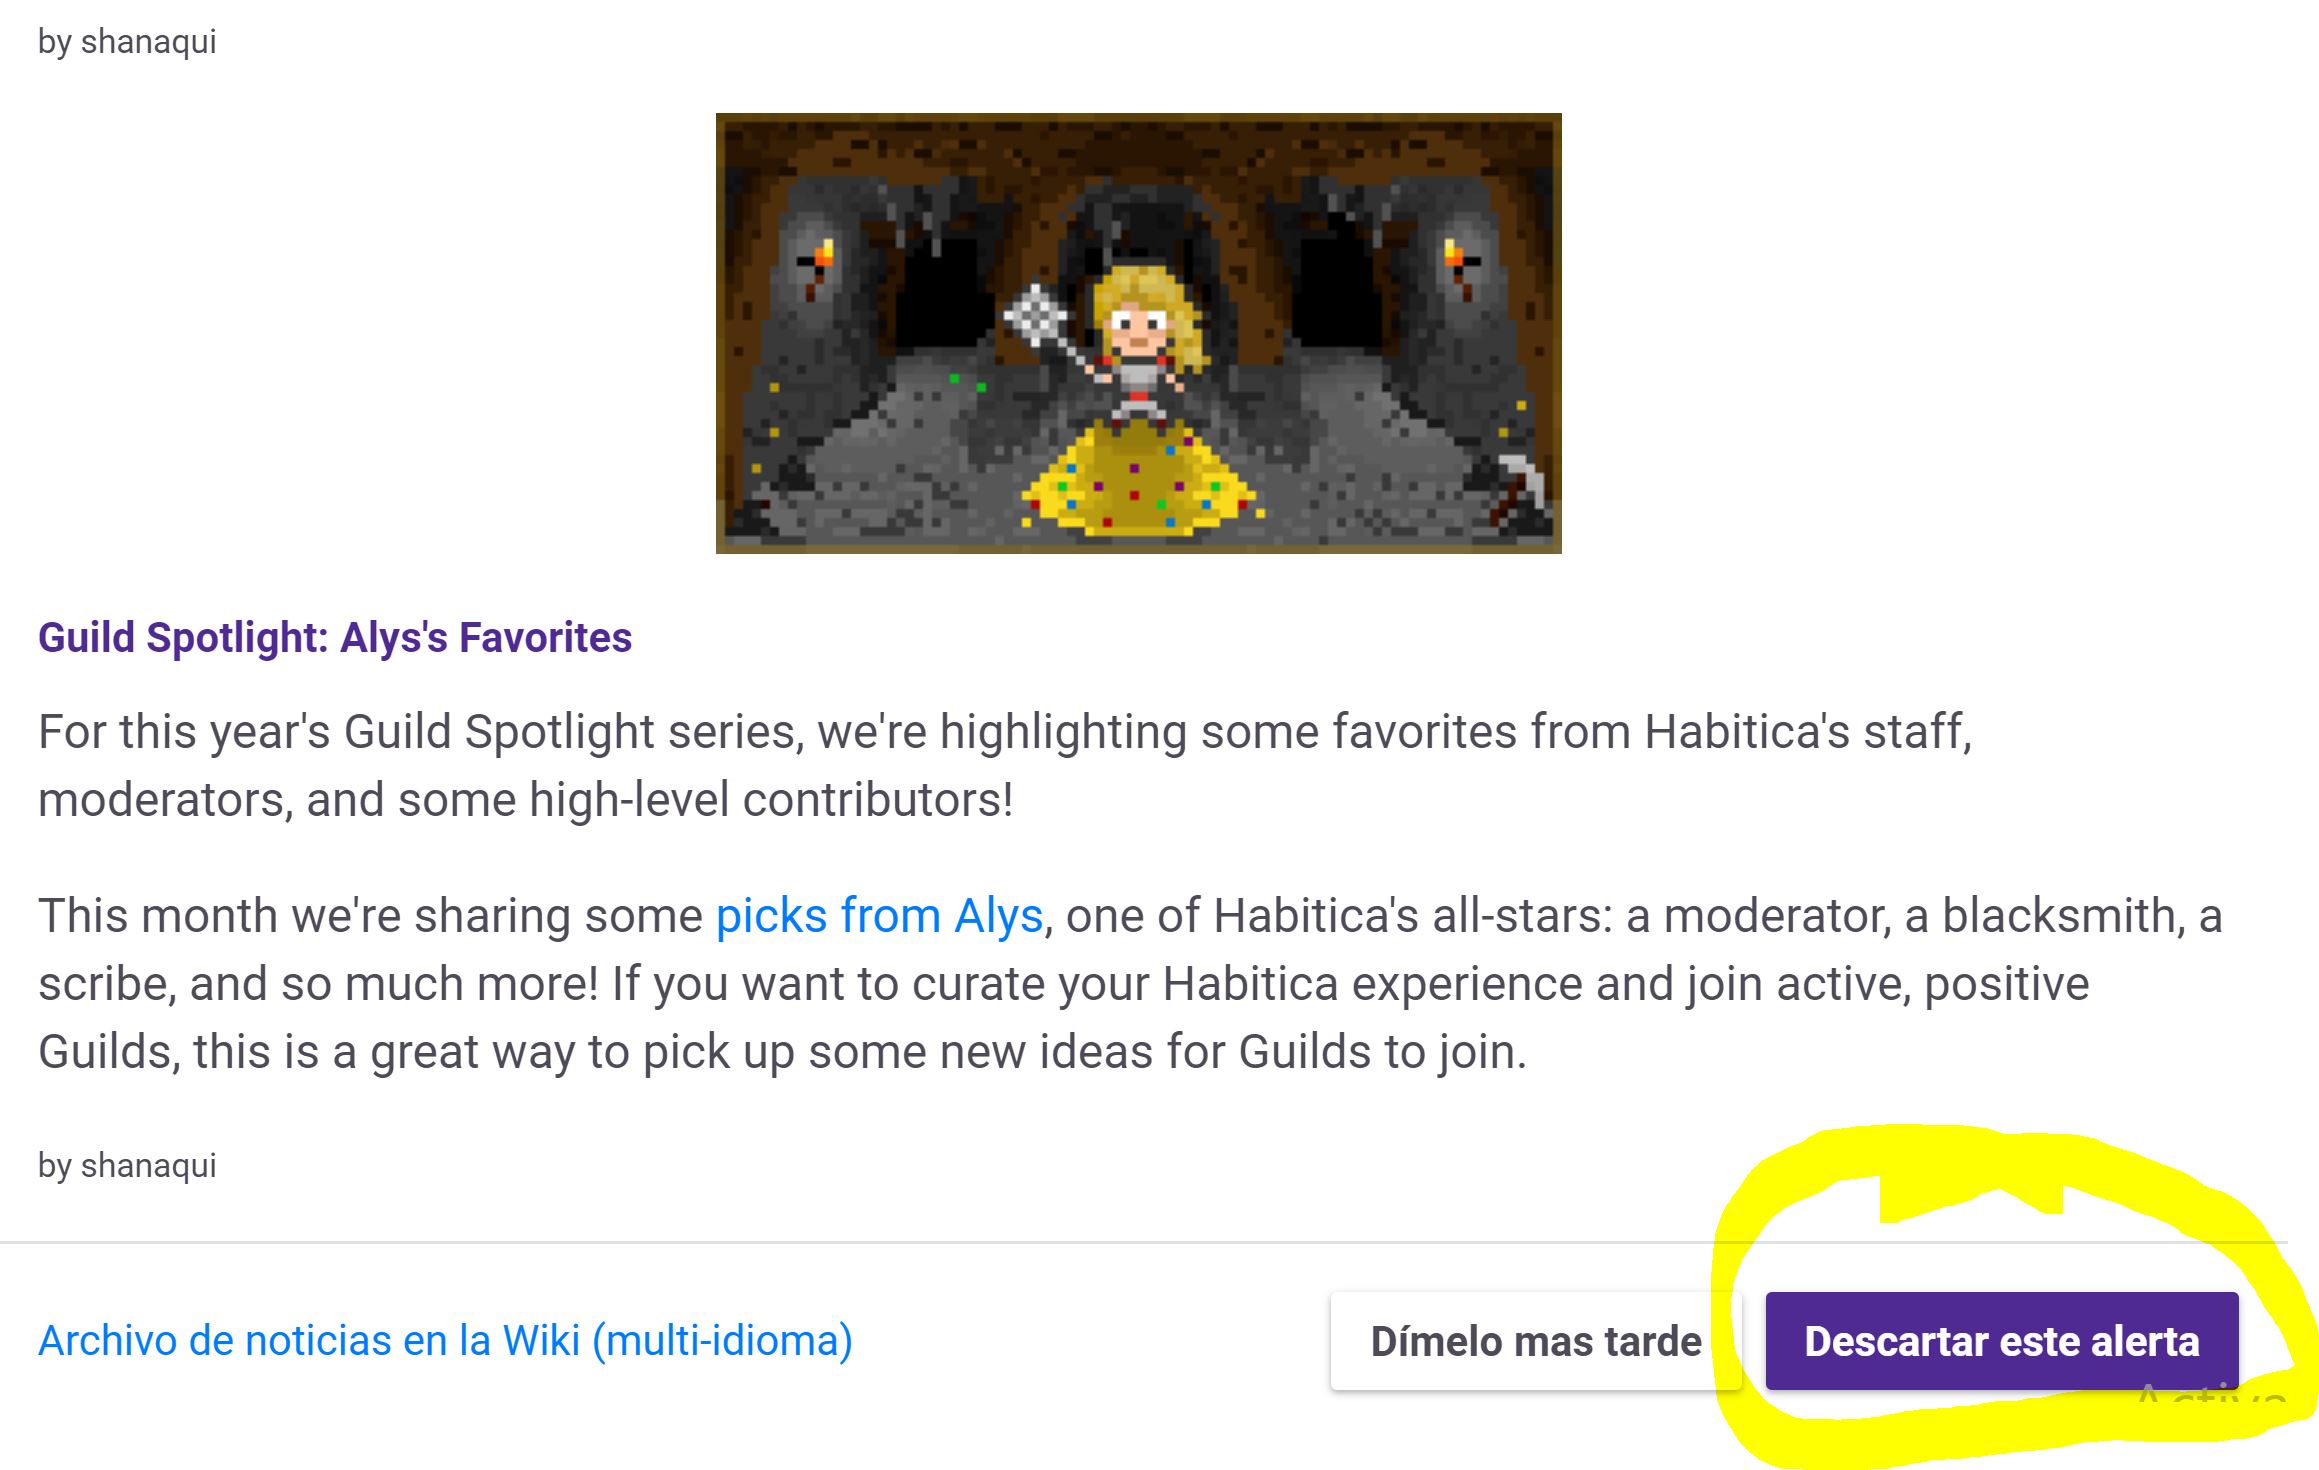 by shanaqui
Guild Spotlight: Alys's Favorites
For this year's Guild Spotlight series, we're highlighting some favorites from Habitica's staff,
moderators, and some high-level contributors!
This month we're sharing some picks from Alys, one of Habitica's all-stars: a moderator, a blacksmith, a
scribe, and so much more! If you want to curate your Habitica experience and join active, positive
Guilds, this is a great way to pick up some new ideas for Guilds to join.
by shanaqui
Archivo de noticias en la Wiki (multi-idioma)
Dímelo mas tarde
Descartar este alerta